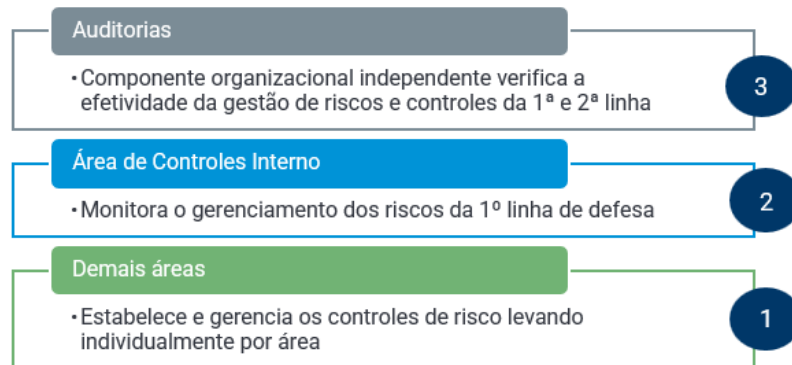 Auditorias
•Componente organizacional independente verifica a
efetividade da gestão de riscos e controles da 1ª e 2ª linha
3
Área de Controles Interno
•Monitora o gerenciamento dos riscos da 1º linha de defesa
2
Demais áreas
•Estabelece e gerencia os controles de risco levando
individualmente por área
1